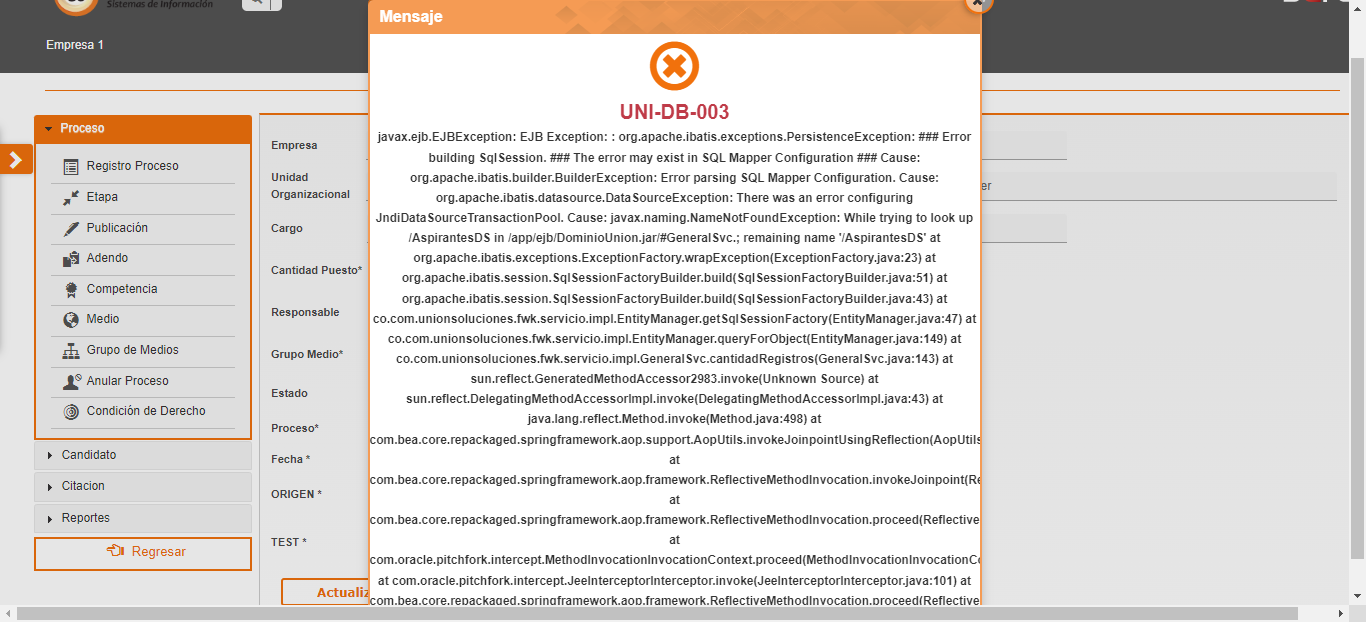 Sistemas de Información
Empresa 1
Mensaje
UNI-DB-003
javax.ejb.EJBException: EJB Exception: : org.apache.ibatis.exceptions.PersistenceException: ### Error
building SqlSession. ### The error may exist in SQL Mapper Configuration ### Cause:
org.apache.ibatis.builder.BuilderException: Error parsing SQL Mapper Configuration. Cause:
org.apache.ibatis.datasource.DataSourceException: There was an error configuring
JndiDataSourceTransactionPool. Cause: javax.naming.NameNotFoundException: While trying to look up
/AspirantesDS in /app/ejb/DominioUnion.jar/#GeneralSvc.; remaining name '/AspirantesDS' at
org.apache.ibatis.exceptions.ExceptionFactory.wrapException(ExceptionFactory.java:23) at
org.apache.ibatis.session.SqlSessionFactoryBuilder.build(SqlSessionFactoryBuilder.java:51) at
org.apache.ibatis.session.SqlSessionFactoryBuilder.build(SqlSessionFactoryBuilder.java:43) at
co.com.unionsoluciones.fwk.servicio.impl.EntityManager.getSqlSessionFactory(EntityManager.java:47) at
co.com.unionsoluciones.fwk.servicio.impl.EntityManager.queryForObject(EntityManager.java:149) at
co.com.unionsoluciones.fwk.servicio.impl.GeneralSvc.cantidadRegistros(GeneralSvc.java:143) at
sun.reflect.GeneratedMethodAccessor2983.invoke(Unknown Source) at
sun.reflect.DelegatingMethodAccessorImpl.invoke(DelegatingMethodAccessorImpl.java:43) at
java.lang.reflect.Method.invoke(Method.java:498) at
com.bea.core.repackaged.springframework.aop.support.AopUtils.invokeJoinpointUsingReflection(AopUtils
at
com.bea.core.repackaged.springframework.aop.framework.ReflectiveMethodInvocation.invokeJoinpoint(Re
at
com.bea.core.repackaged.springframework.aop.framework.ReflectiveMethodInvocation.proceed(Reflective
at
com.oracle.pitchfork.intercept.MethodInvocationInvocationContext.proceed(MethodInvocationInvocationCo
at com.oracle.pitchfork.intercept.JeeInterceptorInterceptor.invoke(JeeInterceptorInterceptor.java:101) at
com.bea.core.repackaged.springframework.aop.framework.ReflectiveMethodInvocation.proceed(Reflective
Proceso
Registro Proceso
Etapa
Publicación
Adendo
Competencia
Medio
Grupo de Medios
Anular Proceso
Condición de Derecho
Candidato
Citacion
Reportes
Regresar
Empresa
Unidad
Organizacional
er
Cargo
Cantidad Puesto*
Responsable
Grupo Medio*
Estado
Proceso*
Fecha *
ORIGEN *
TEST *
Actualiz